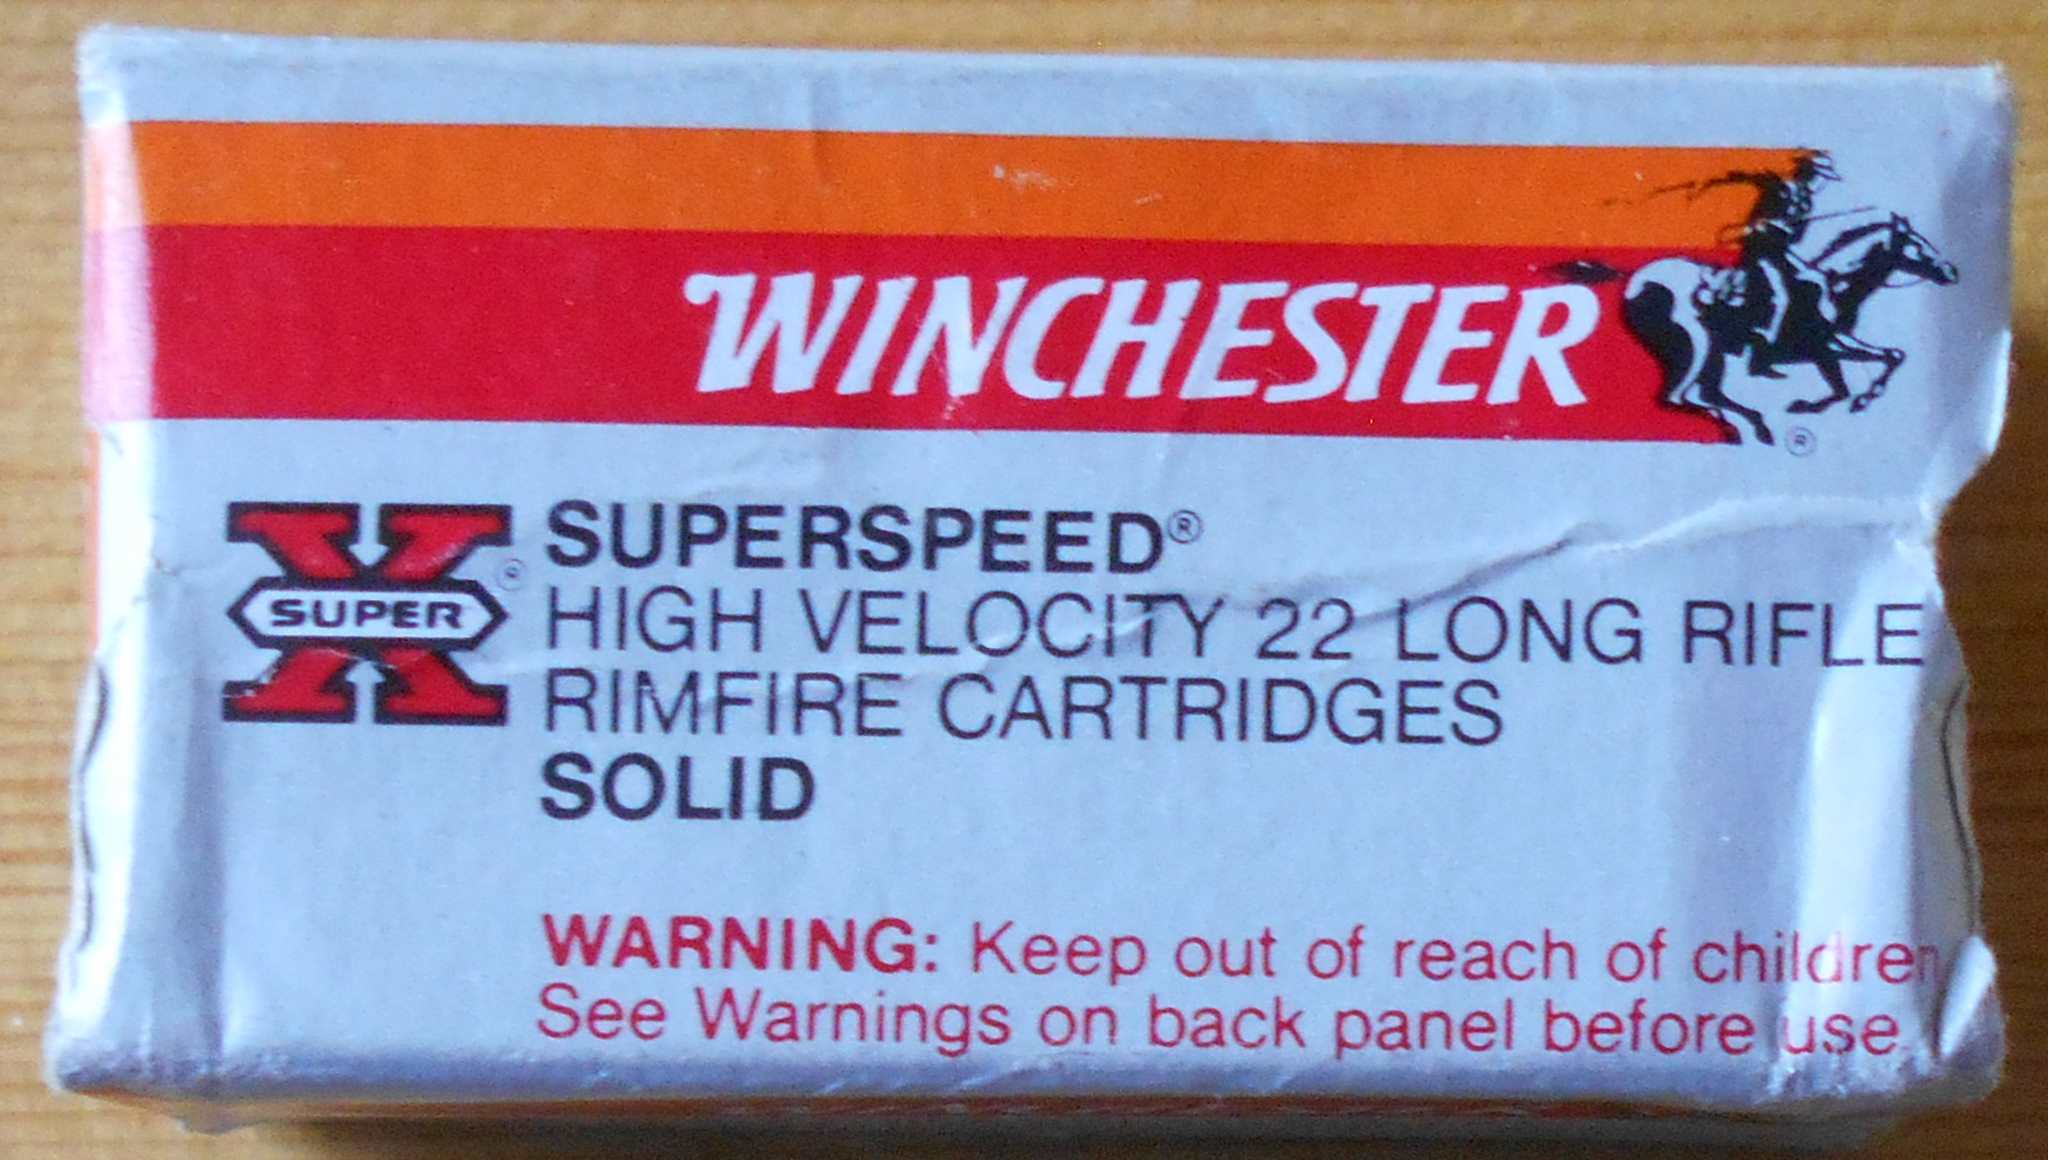 WINCHESTER
®
SUPERSPEED®
X SUPER ®
HIGH VELOCITY 22 LONG RIFLE
RIMFIRE CARTRIDGES
SOLID
WARNING: Keep out of reach of children
See Warnings on back panel before use.